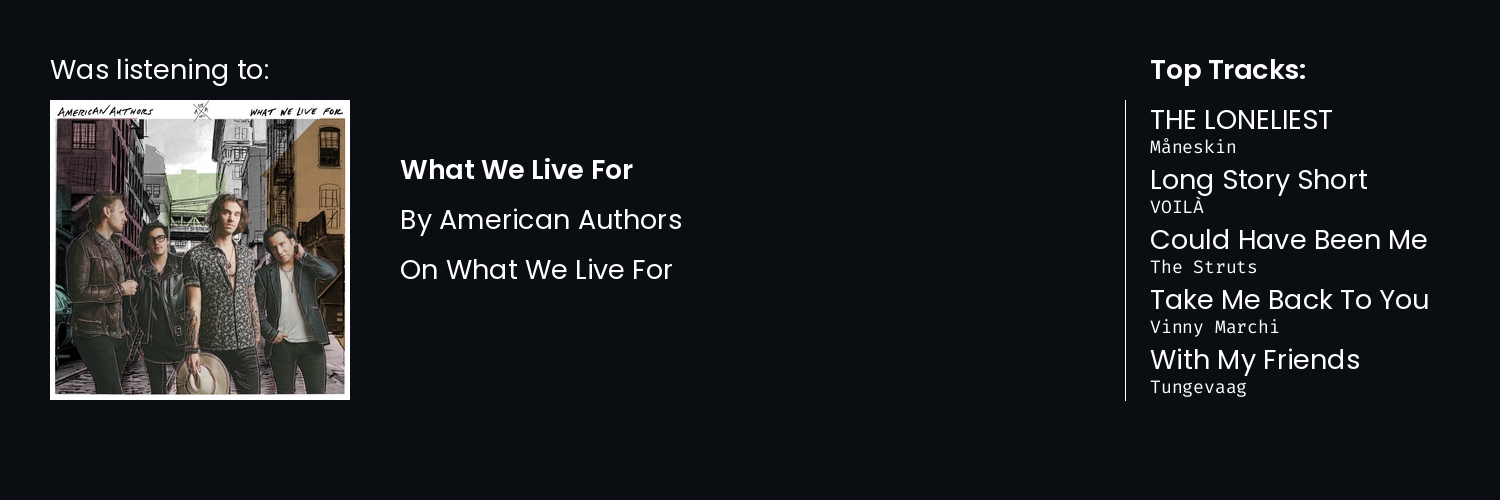 Was listening to:
AMERICAN AUTHORS
WHAT WE LIVE FOR
What We Live For
By American Authors
On What We Live For
Top Tracks:
THE LONELIEST
Måneskin
Long Story Short
VOILÀ
Could Have Been Me
The Struts
Take Me Back To You
Vinny Marchi
With My Friends
Tungevaag